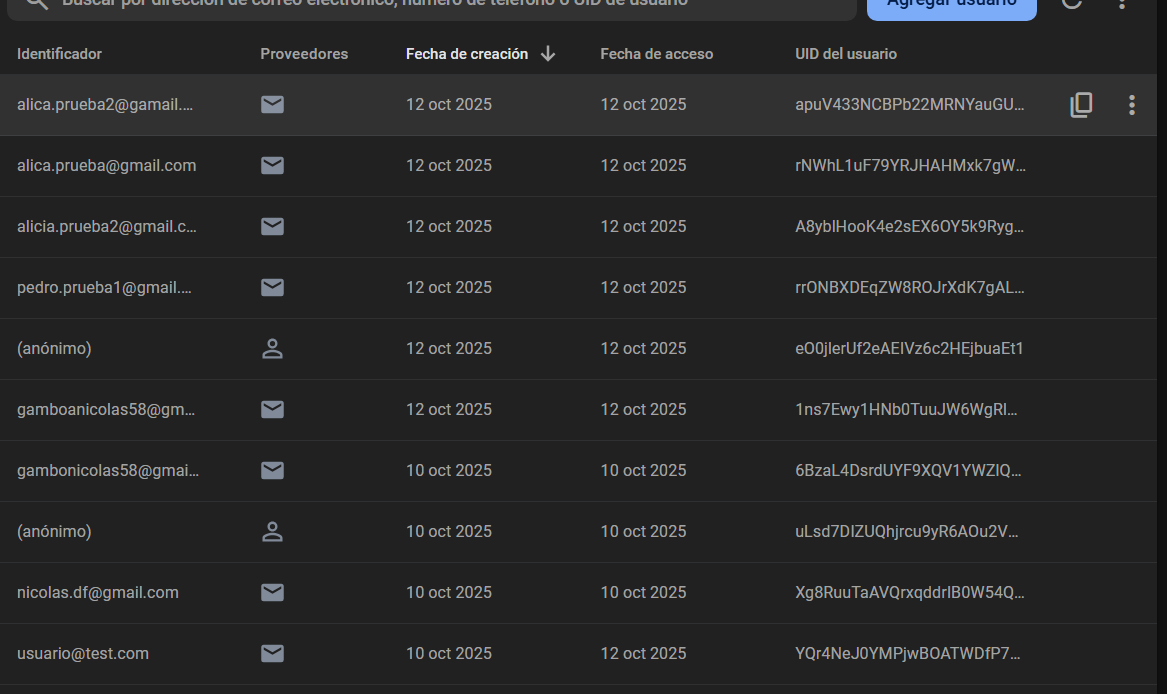 Buscar por dirección de correo electrónico, número de teléfono o UID de usuario Agregar usuario
Identificador Proveedores Fecha de creación Fecha de acceso UID del usuario
alica.prueba2@gamail.… 12 oct 2025 12 oct 2025 apuV433NCBPb22MRNYauGU…
alica.prueba@gmail.com 12 oct 2025 12 oct 2025 rNWhL1uF79YRJHAHMxk7gW…
alicia.prueba2@gmail.c… 12 oct 2025 12 oct 2025 A8yblHooK4e2sEX6OY5k9Ryg…
pedro.prueba1@gmail.… 12 oct 2025 12 oct 2025 rrONBXDEqZW8ROJrXdK7gAL…
(anónimo) 12 oct 2025 12 oct 2025 eO0jlerUf2eAEIVz6c2HEjbuaEt1
gamboanicolas58@gm… 12 oct 2025 12 oct 2025 1ns7Ewy1HNb0TuuJW6WgRl…
gambonicolas58@gmai… 10 oct 2025 10 oct 2025 6BzaL4DsrdUYF9XQV1YWZIQ…
(anónimo) 10 oct 2025 10 oct 2025 uLsd7DIZUQhjrcu9yR6AOu2V…
nicolas.df@gmail.com 10 oct 2025 10 oct 2025 Xg8RuuTaAVQrxqddrlB0W54Q…
usuario@test.com 10 oct 2025 12 oct 2025 YQr4NeJ0YMPjwBOATWDfP7…